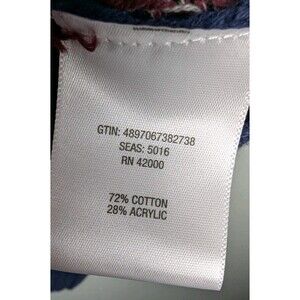 GTIN: 4897067382738
SEAS: 5016
RN 42000
72% COTTON
28% ACRYLIC